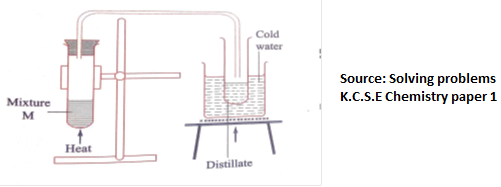 Cold
water
Mixture
M
Heat
Distillate
Source: Solving problems
K.C.S.E Chemistry paper 1